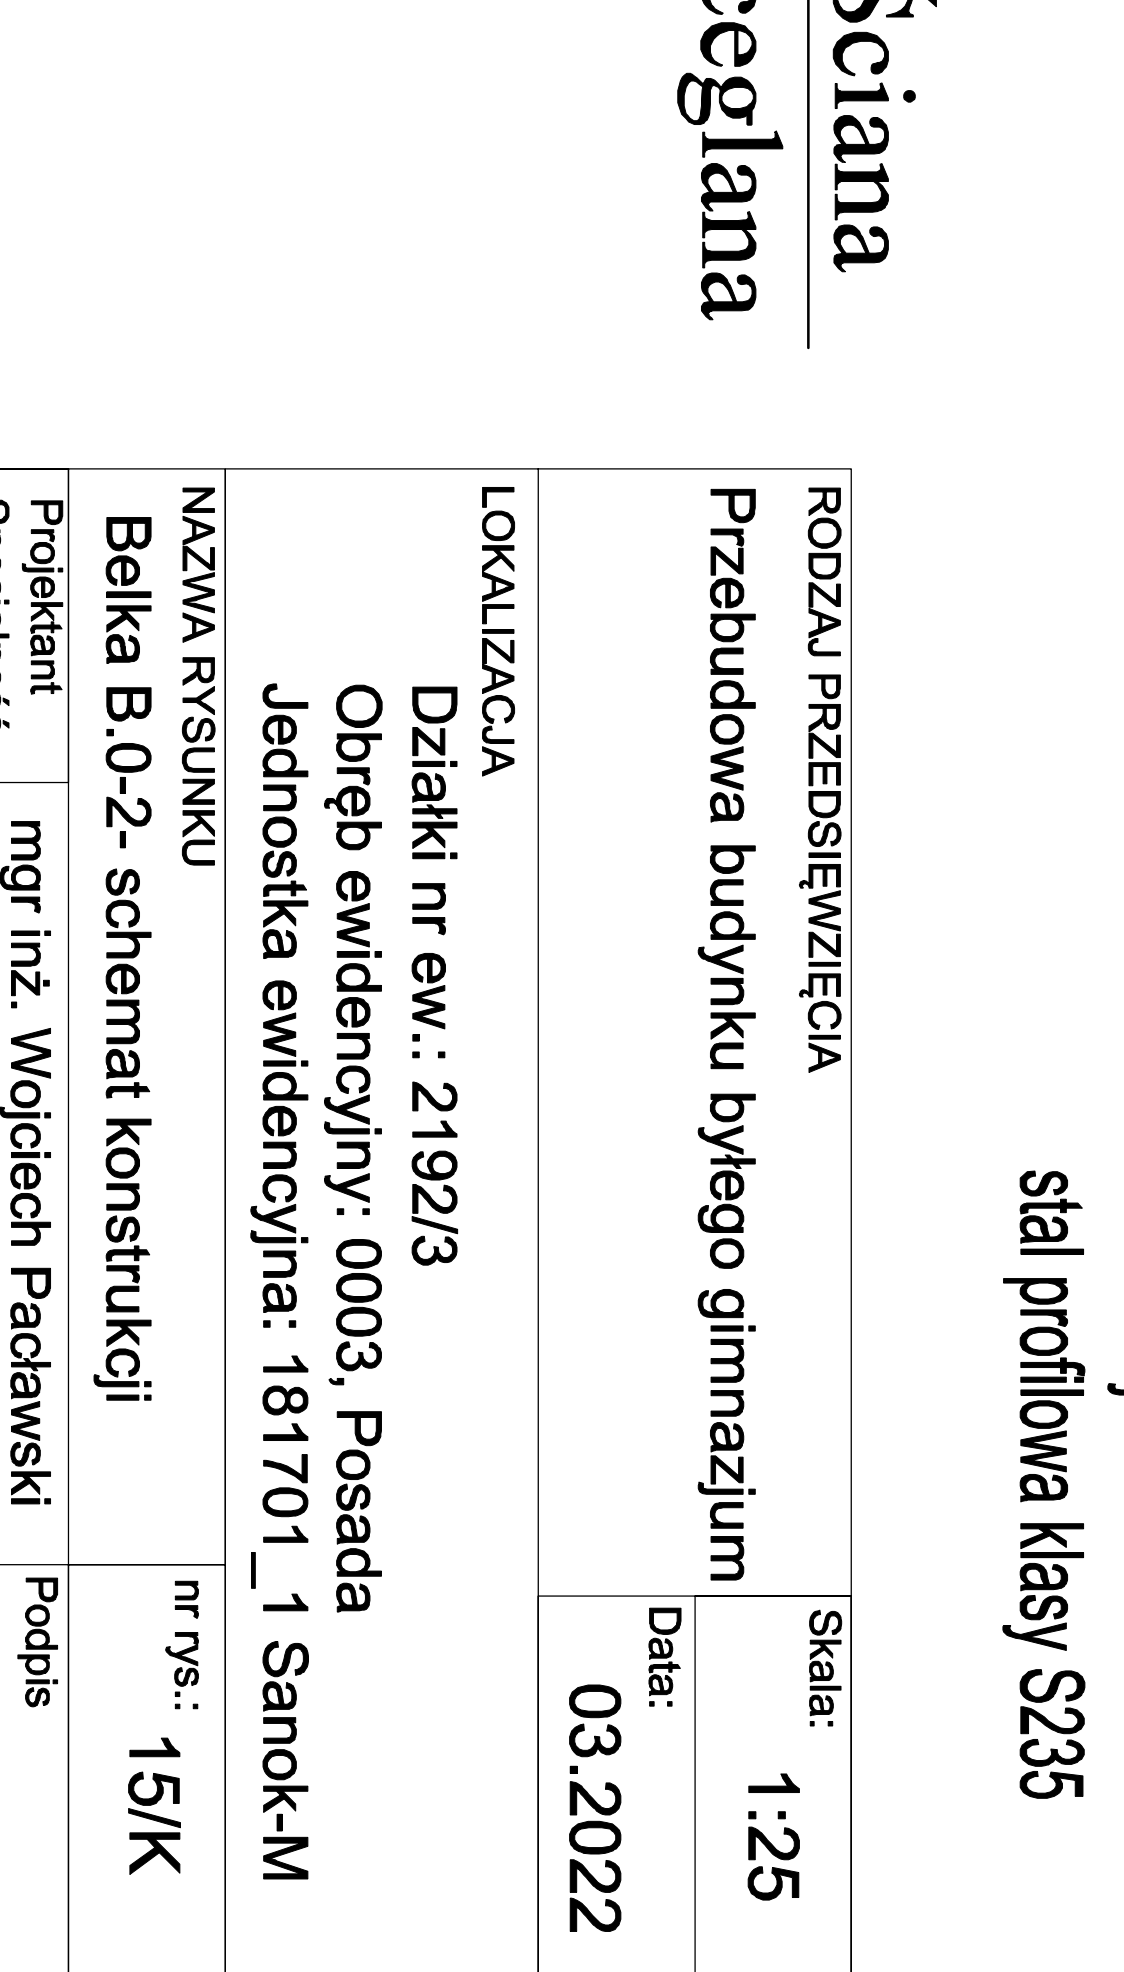 Ściana
ceglana
stal profilowa klasy S235
RODZAJ PRZEDSIĘWZIĘCIA
Przebudowa budynku byłego gimnazjum
Skala:
1:25
Data:
03.2022
LOKALIZACJA
Działki nr ew.: 2192/3
Obręb ewidencyjny: 0003, Posada
Jednostka ewidencyjna: 181701_1 Sanok-M
NAZWA RYSUNKU
Belka B.0-2- schemat konstrukcji
nr rys.:
15/K
Projektant
mgr inż. Wojciech Pacławski
Podpis